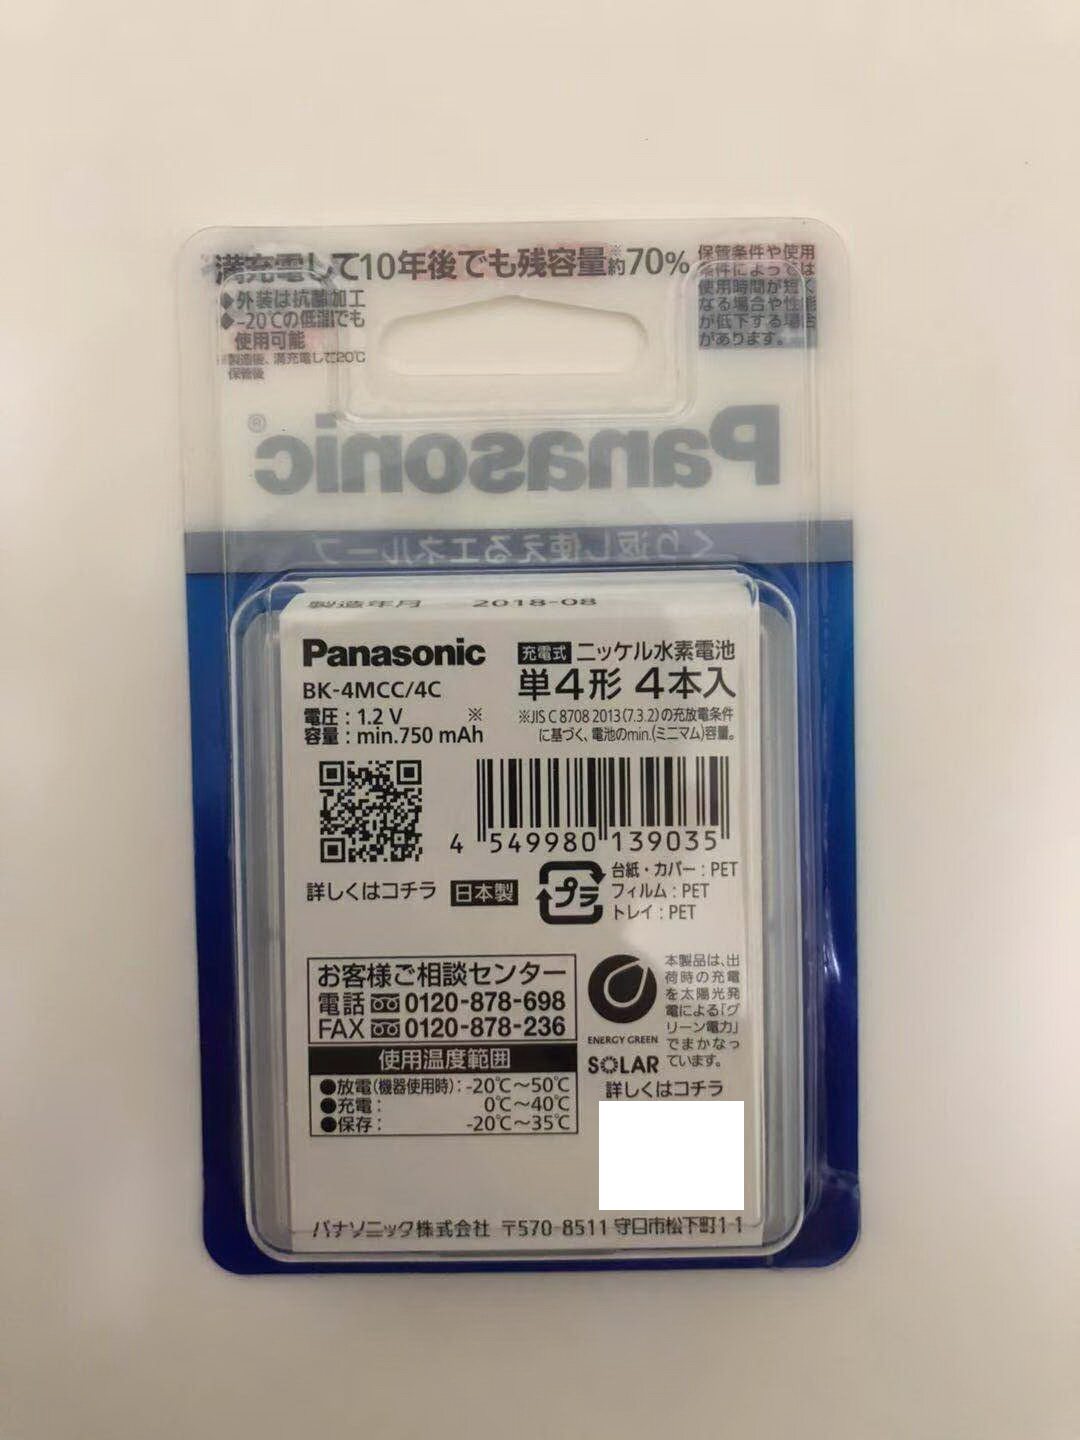 満充電して10年後でも残容量※約70%
◆外装は抗菌加工
◆-20℃の低温でも
使用可能
※製造後、満充電して20℃
保管後
保管条件や使用
条件によっては
使用時間が短く
なる場合や性能
が低下する場合
があります。
Panasonic®
くり返し使えるエネループ
製造年月 2018-08
Panasonic
BK-4MCC/4C
電圧：1.2 V ※
容量：min.750 mAh
充電式 ニッケル水素電池
単4形 4本入
※JIS C 8708 2013(7.3.2)の充放電条件
に基づく、電池のmin.(ミニマム)容量。
4 549980 139035
詳しくはコチラ 日本製
プラ
台紙・カバー：PET
フィルム：PET
トレイ：PET
お客様ご相談センター
電話 0120-878-698
FAX 0120-878-236
使用温度範囲
●放電(機器使用時)：-20℃～50℃
●充電： 0℃～40℃
●保存： -20℃～35℃
ENERGY GREEN
SOLAR
本製品は、出
荷時の充電
を太陽光発
電による「グ
リーン電力」
でまかなっ
ています。
詳しくはコチラ
パナソニック株式会社 〒570-8511 守口市松下町1-1